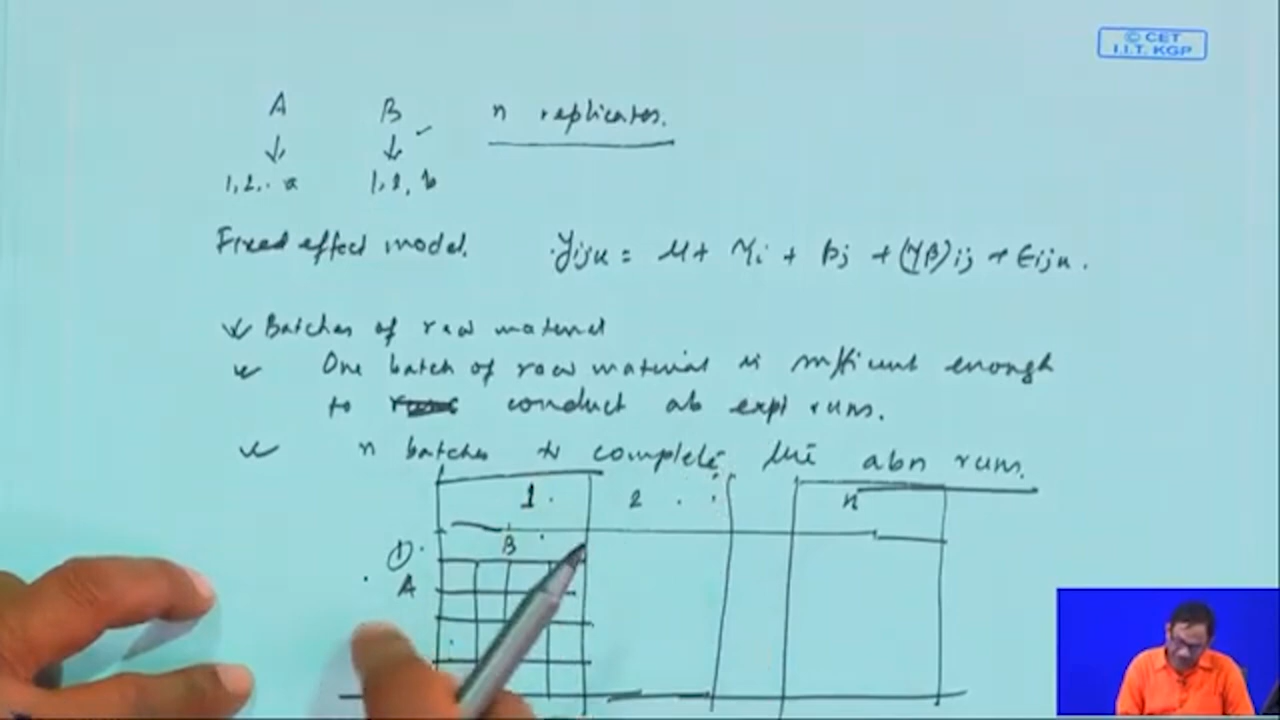 © CET
I.I.T. KGP
A B n replicates.
1, 2, .. a 1, 2, b
Fixed effect model. Yijk = μ + τi + βj + (τβ)ij + εijk.
Batches of raw material
One batch of raw material is sufficient enough
to conduct ab expt runs.
n batches to complete the abn runs.
1 2 . . n
① B
A